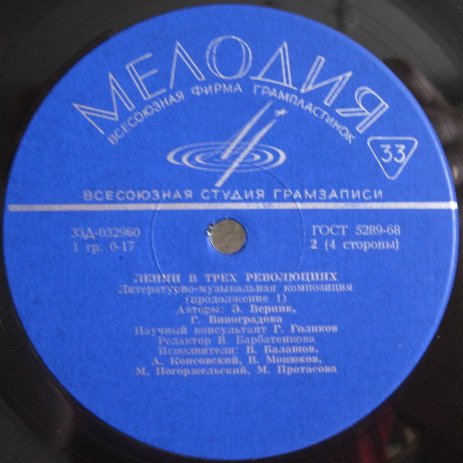 МЕЛОДИЯ
ВСЕСОЮЗНАЯ ФИРМА ГРАМПЛАСТИНОК
33
ВСЕСОЮЗНАЯ СТУДИЯ ГРАМЗАПИСИ
33Д-032960 ГОСТ 5289-68
1 гр. 0-17 2 (4 стороны)
ЛЕНИН В ТРЕХ РЕВОЛЮЦИЯХ
Литературно-музыкальная композиция
(продолжение 1)
Авторы: Э. Верник,
Г. Виноградова
Научный консультант Г. Голиков
Редактор В. Барбатенкова
Исполнители: В. Балашов,
А. Консовский, В. Монюков,
М. Погоржельский, М. Протасова